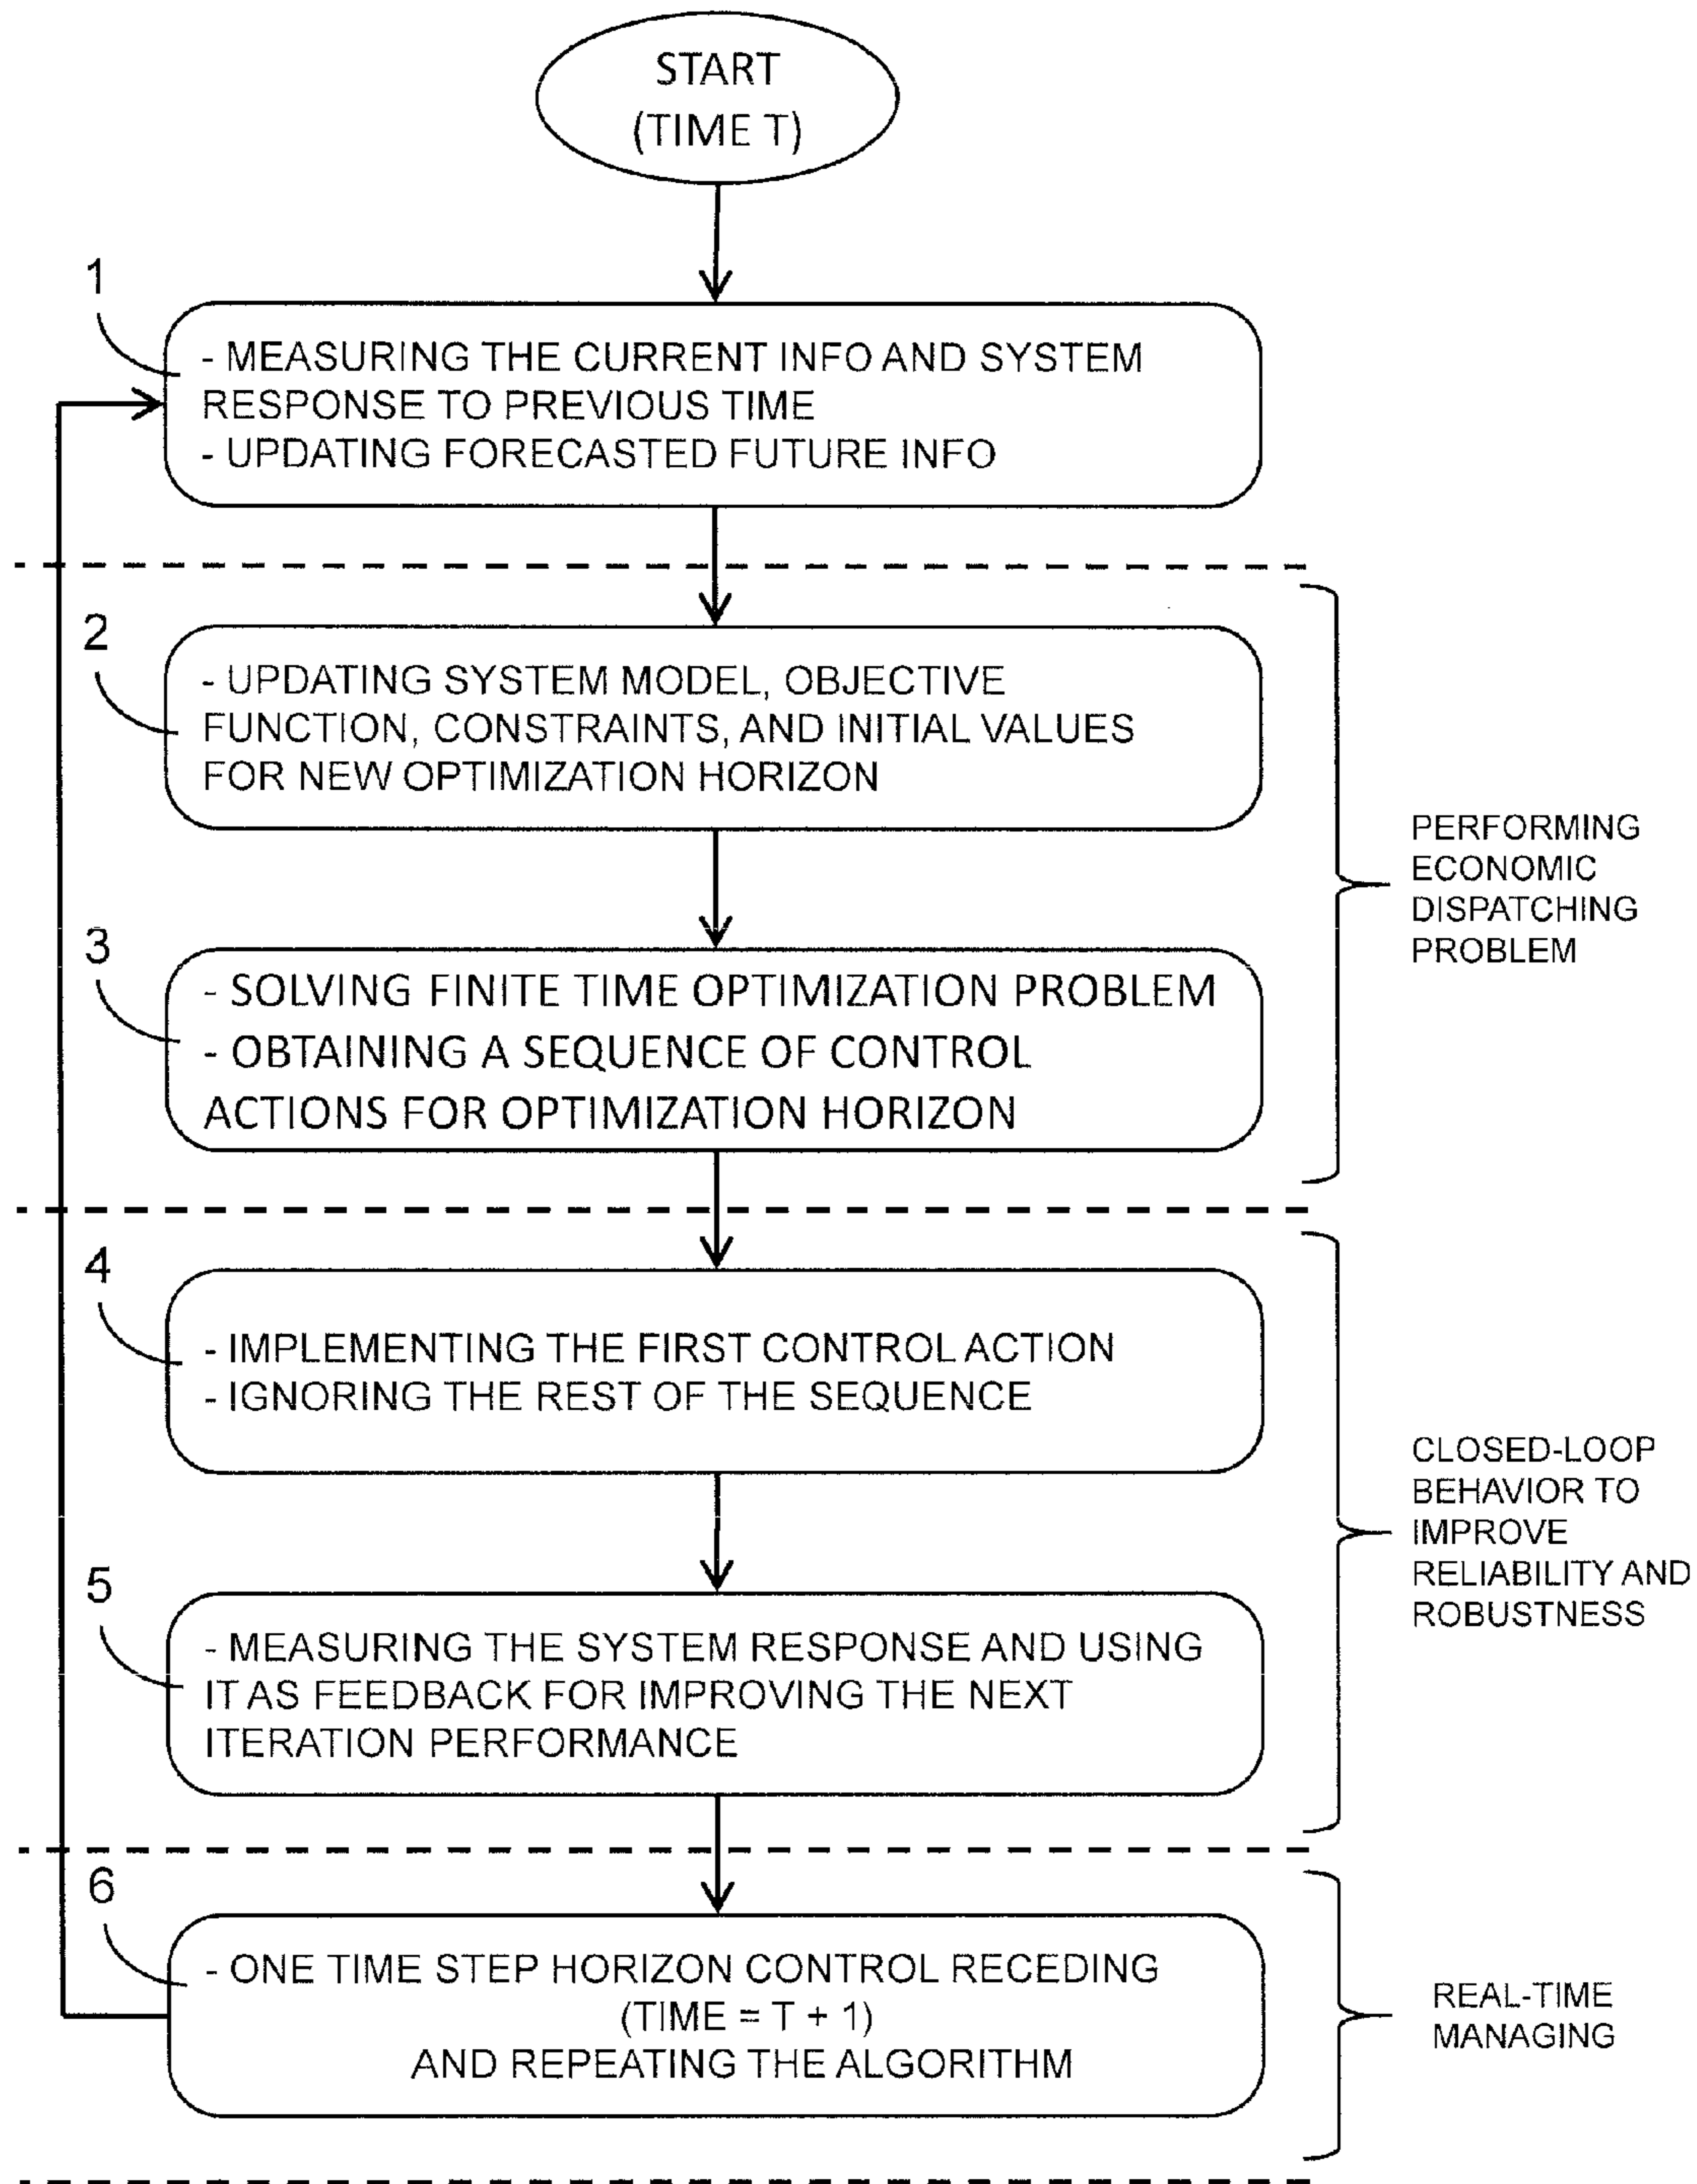 START
(TIME T)
1
- MEASURING THE CURRENT INFO AND SYSTEM
RESPONSE TO PREVIOUS TIME
- UPDATING FORECASTED FUTURE INFO
2
- UPDATING SYSTEM MODEL, OBJECTIVE
FUNCTION, CONSTRAINTS, AND INITIAL VALUES
FOR NEW OPTIMIZATION HORIZON
3
- SOLVING FINITE TIME OPTIMIZATION PROBLEM
- OBTAINING A SEQUENCE OF CONTROL
ACTIONS FOR OPTIMIZATION HORIZON
PERFORMING
ECONOMIC
DISPATCHING
PROBLEM
4
- IMPLEMENTING THE FIRST CONTROL ACTION
- IGNORING THE REST OF THE SEQUENCE
5
- MEASURING THE SYSTEM RESPONSE AND USING
IT AS FEEDBACK FOR IMPROVING THE NEXT
ITERATION PERFORMANCE
CLOSED-LOOP
BEHAVIOR TO
IMPROVE
RELIABILITY AND
ROBUSTNESS
6
- ONE TIME STEP HORIZON CONTROL RECEDING
(TIME = T + 1)
AND REPEATING THE ALGORITHM
REAL-TIME
MANAGING